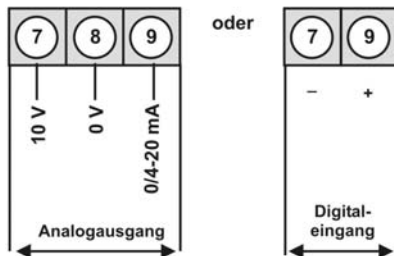 7 8 9 oder 7 9
10 V
0 V
0/4-20 mA
– +
Analogausgang
Digital-
eingang